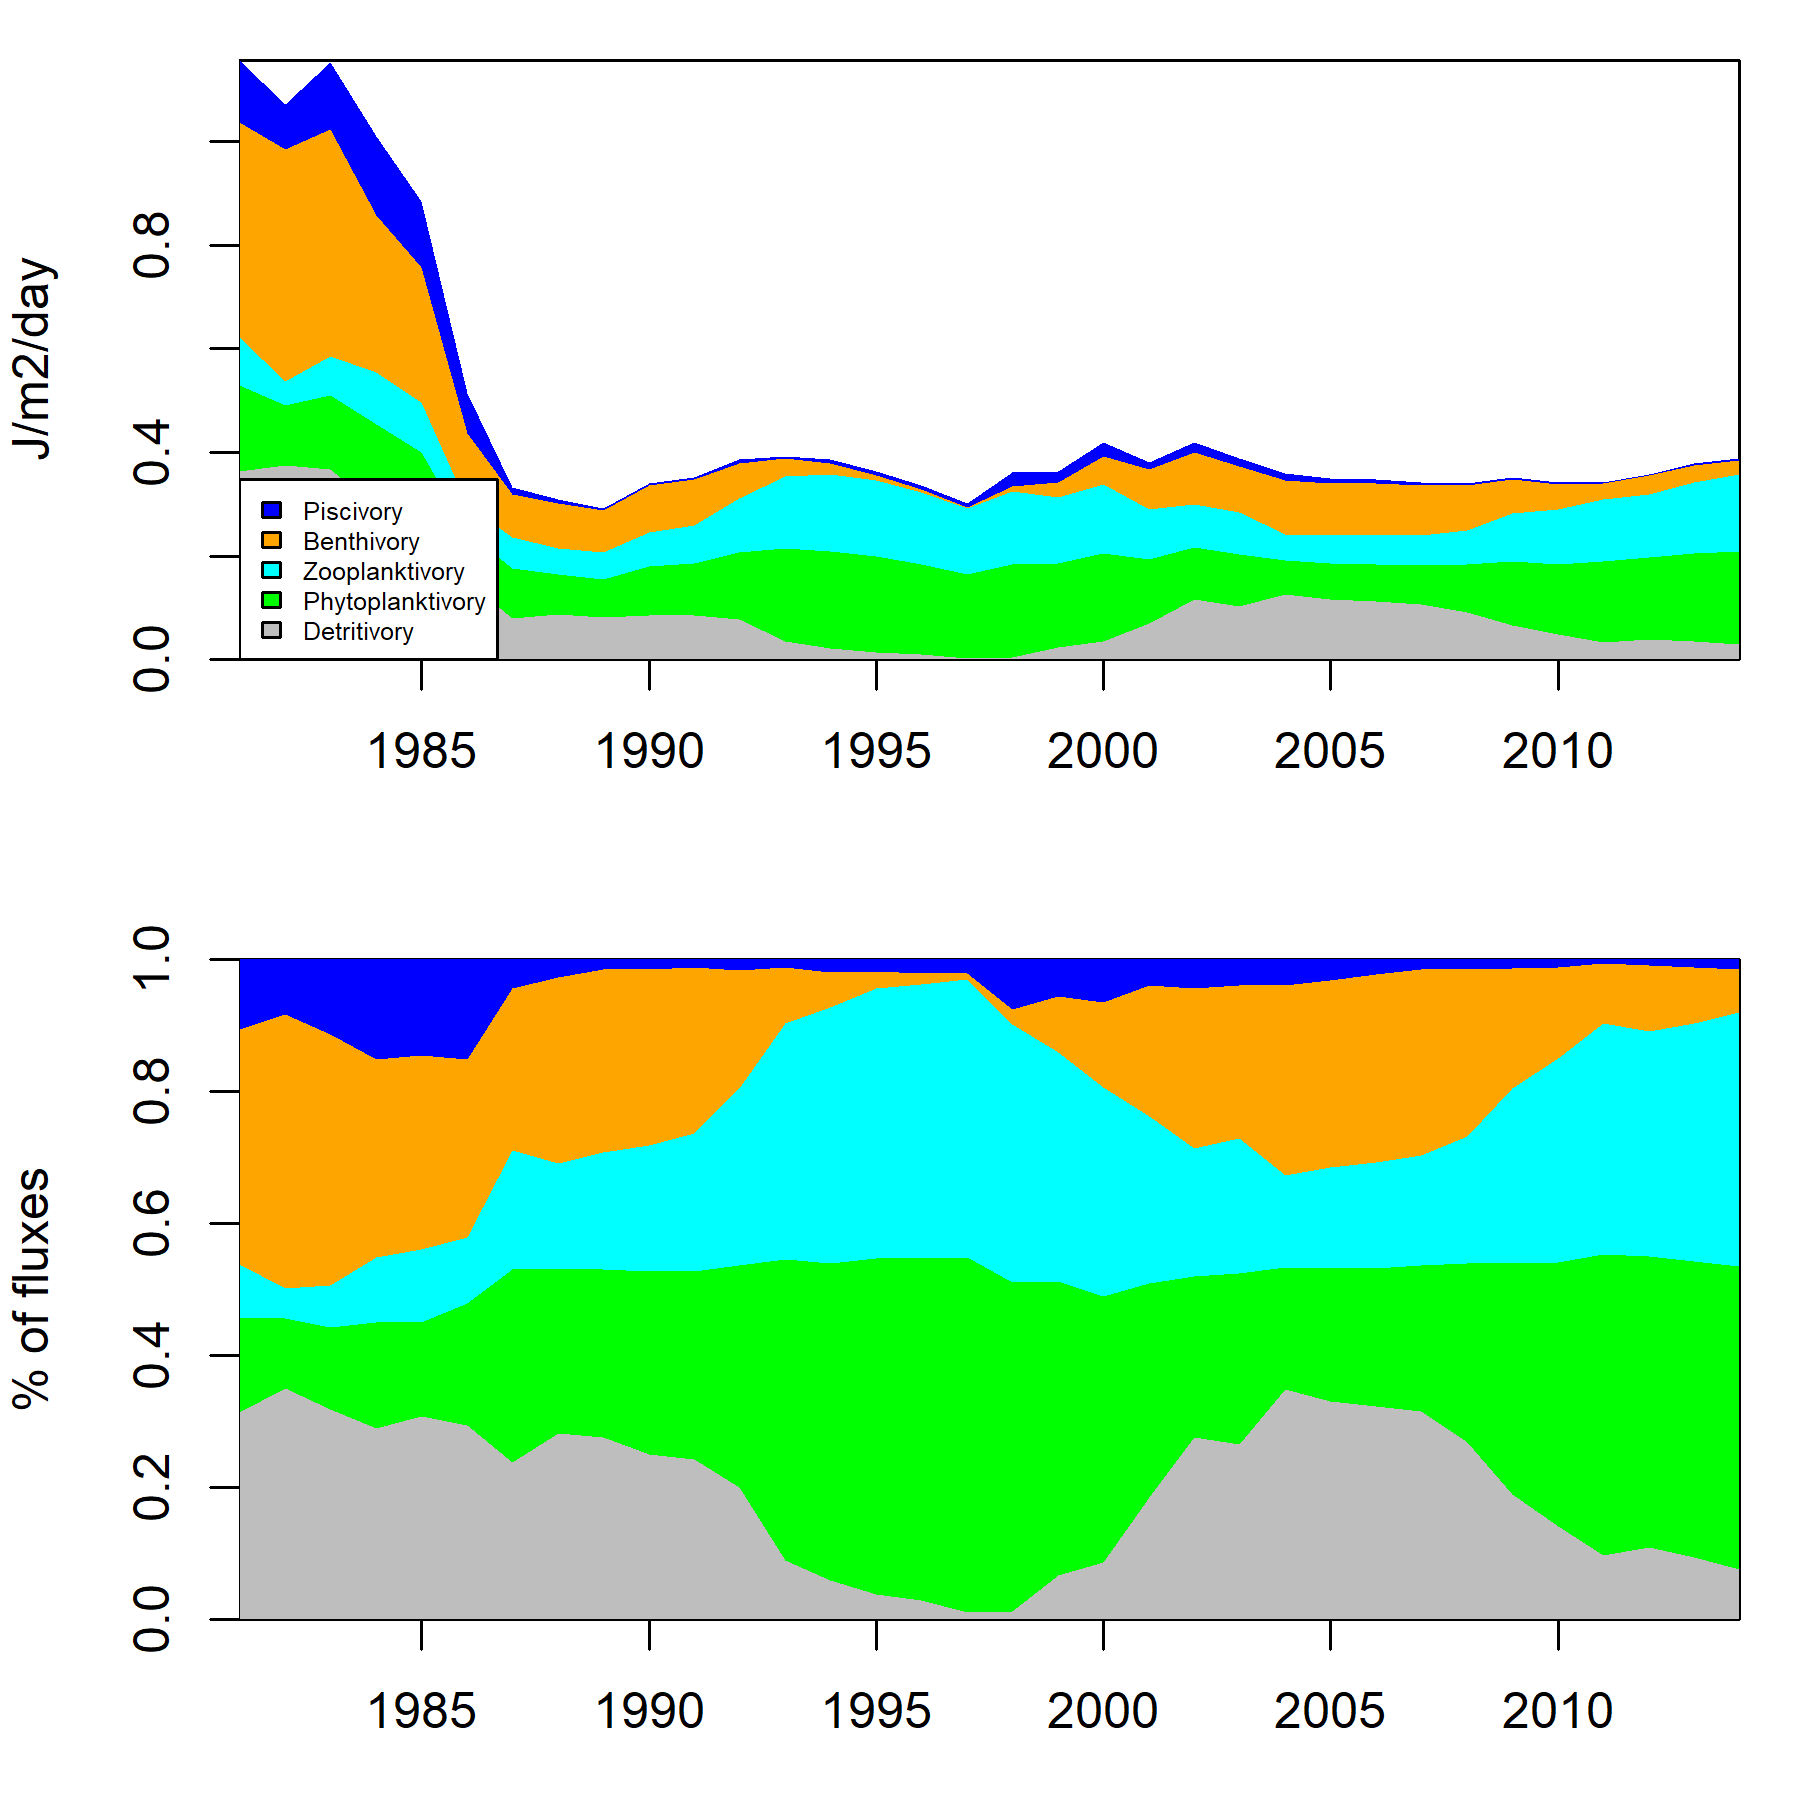 J/m2/day
0.8
0.4
0.0
Piscivory
Benthivory
Zooplanktivory
Phytoplanktivory
Detritivory
1985 1990 1995 2000 2005 2010
% of fluxes
1.0
0.8
0.6
0.4
0.2
0.0
1985 1990 1995 2000 2005 2010